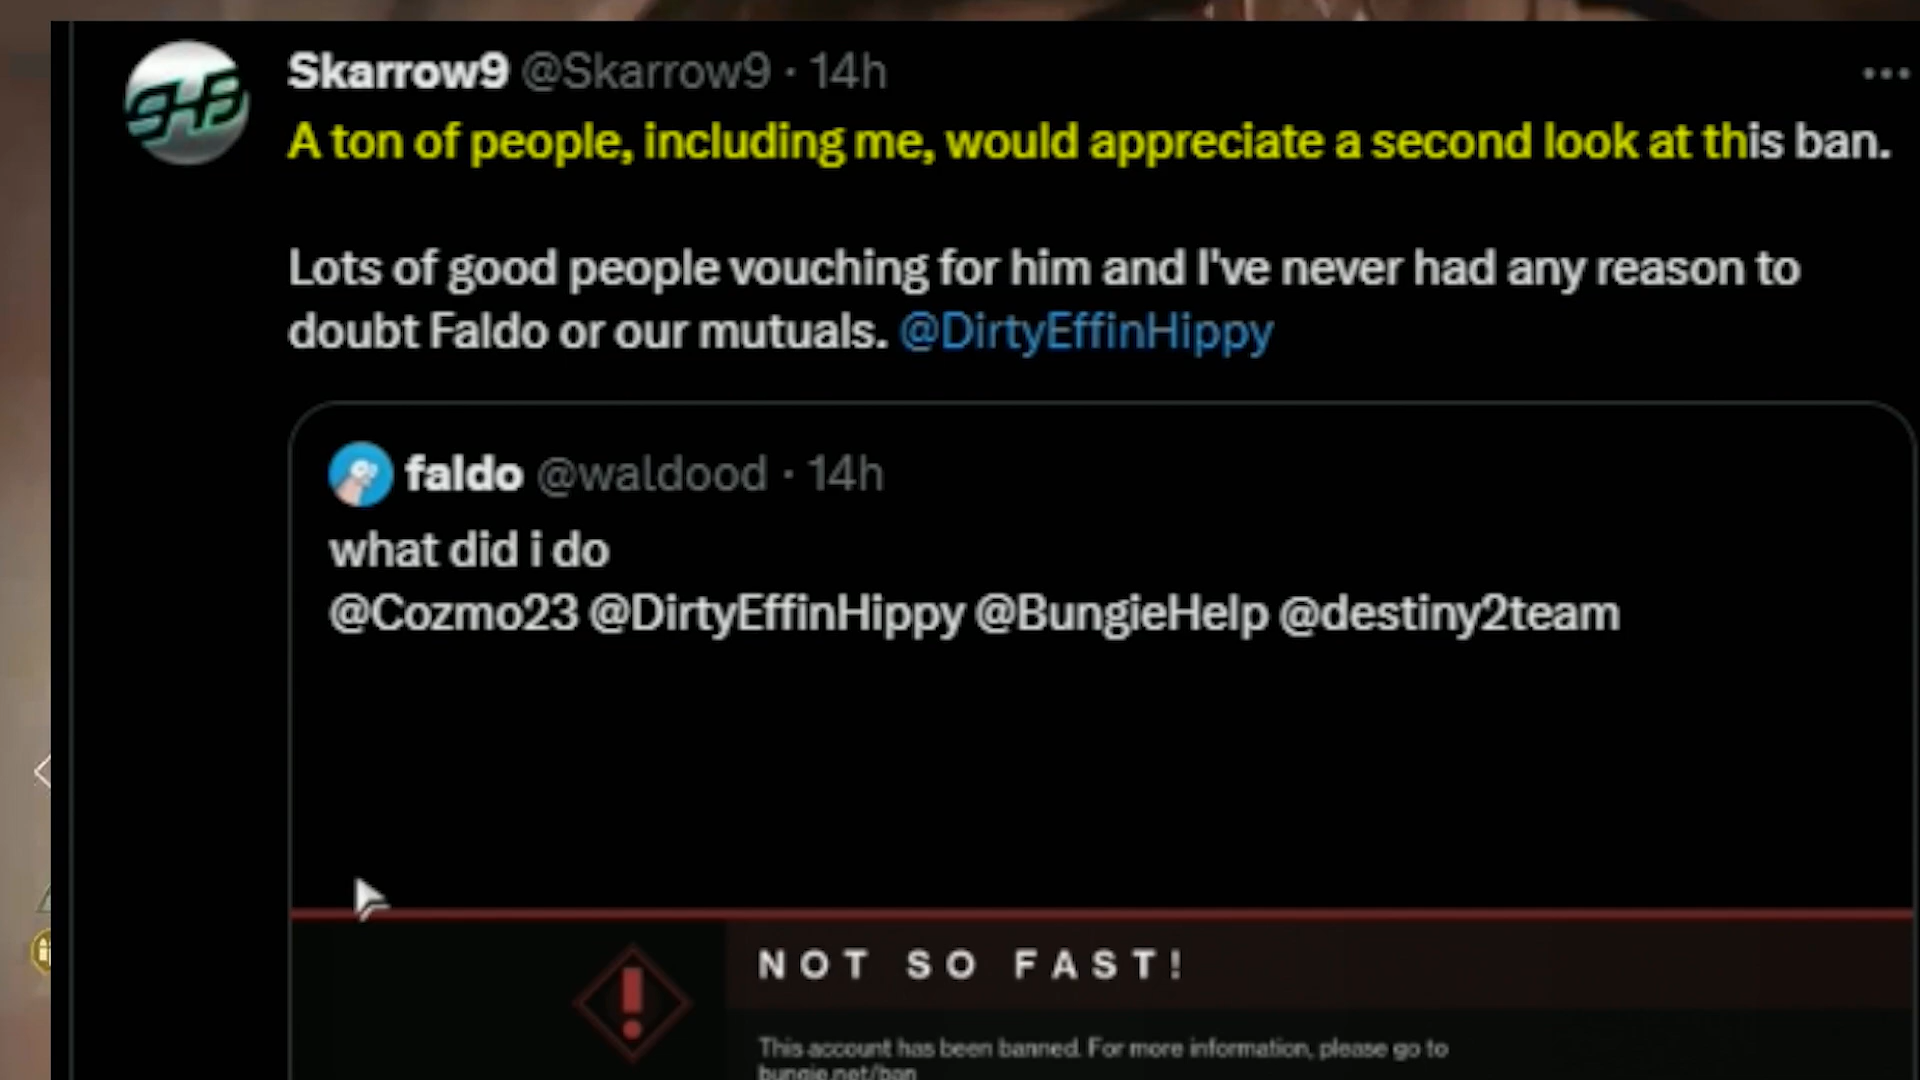 Skarrow9 @Skarrow9 · 14h
A ton of people, including me, would appreciate a second look at this ban.
Lots of good people vouching for him and I've never had any reason to
doubt Faldo or our mutuals. @DirtyEffinHippy
faldo @waldood · 14h
what did i do
@Cozmo23 @DirtyEffinHippy @BungieHelp @destiny2team
NOT SO FAST!
This account has been banned. For more information, please go to
bungie.net/ban